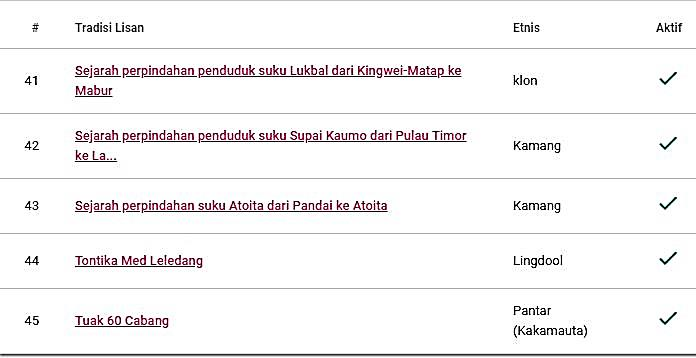 # Tradisi Lisan Etnis Aktif
41 Sejarah perpindahan penduduk suku Lukbal dari Kingwei-Matap ke klon
Mabur
42 Sejarah perpindahan penduduk suku Supai Kaumo dari Pulau Timor Kamang
ke La...
43 Sejarah perpindahan suku Atoita dari Pandai ke Atoita Kamang
44 Tontika Med Leledang Lingdool
45 Tuak 60 Cabang Pantar
(Kakamauta)